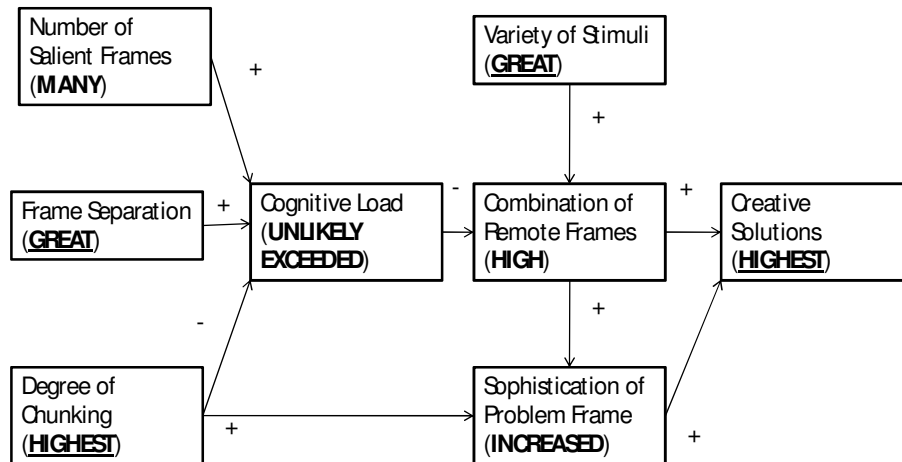 Number of
Salient Frames
(MANY)
+
Variety of Stimuli
(GREAT)
+
Frame Separation
(GREAT)
+
Cognitive Load
(UNLIKELY
EXCEEDED)
-
Combination of
Remote Frames
(HIGH)
+
Creative
Solutions
(HIGHEST)
-
+
Degree of
Chunking
(HIGHEST)
+
Sophistication of
Problem Frame
(INCREASED)
+